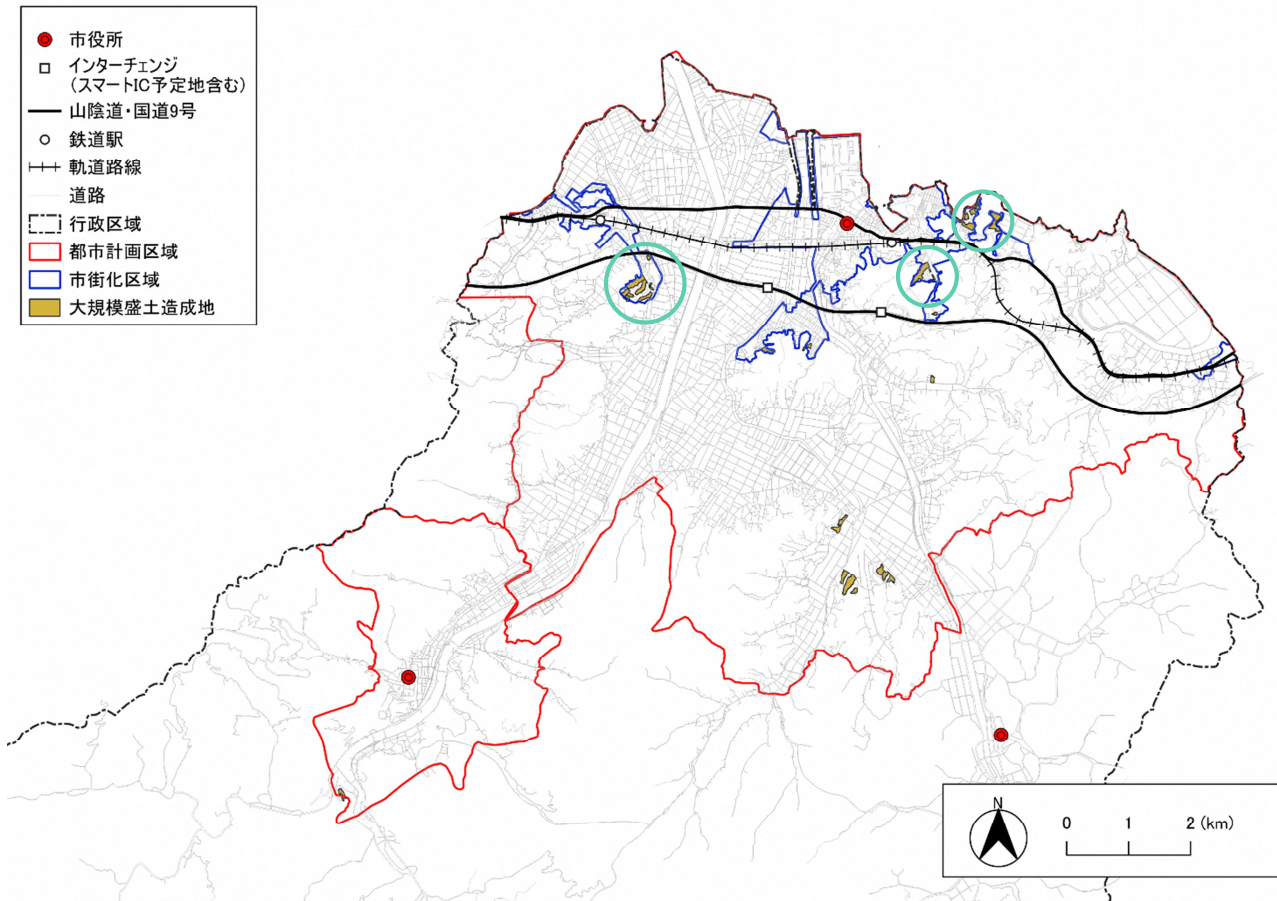 市役所
インターチェンジ
(スマートIC予定地含む)
山陰道・国道9号
鉄道駅
軌道路線
道路
行政区域
都市計画区域
市街化区域
大規模盛土造成地
N
0 1 2 (km)